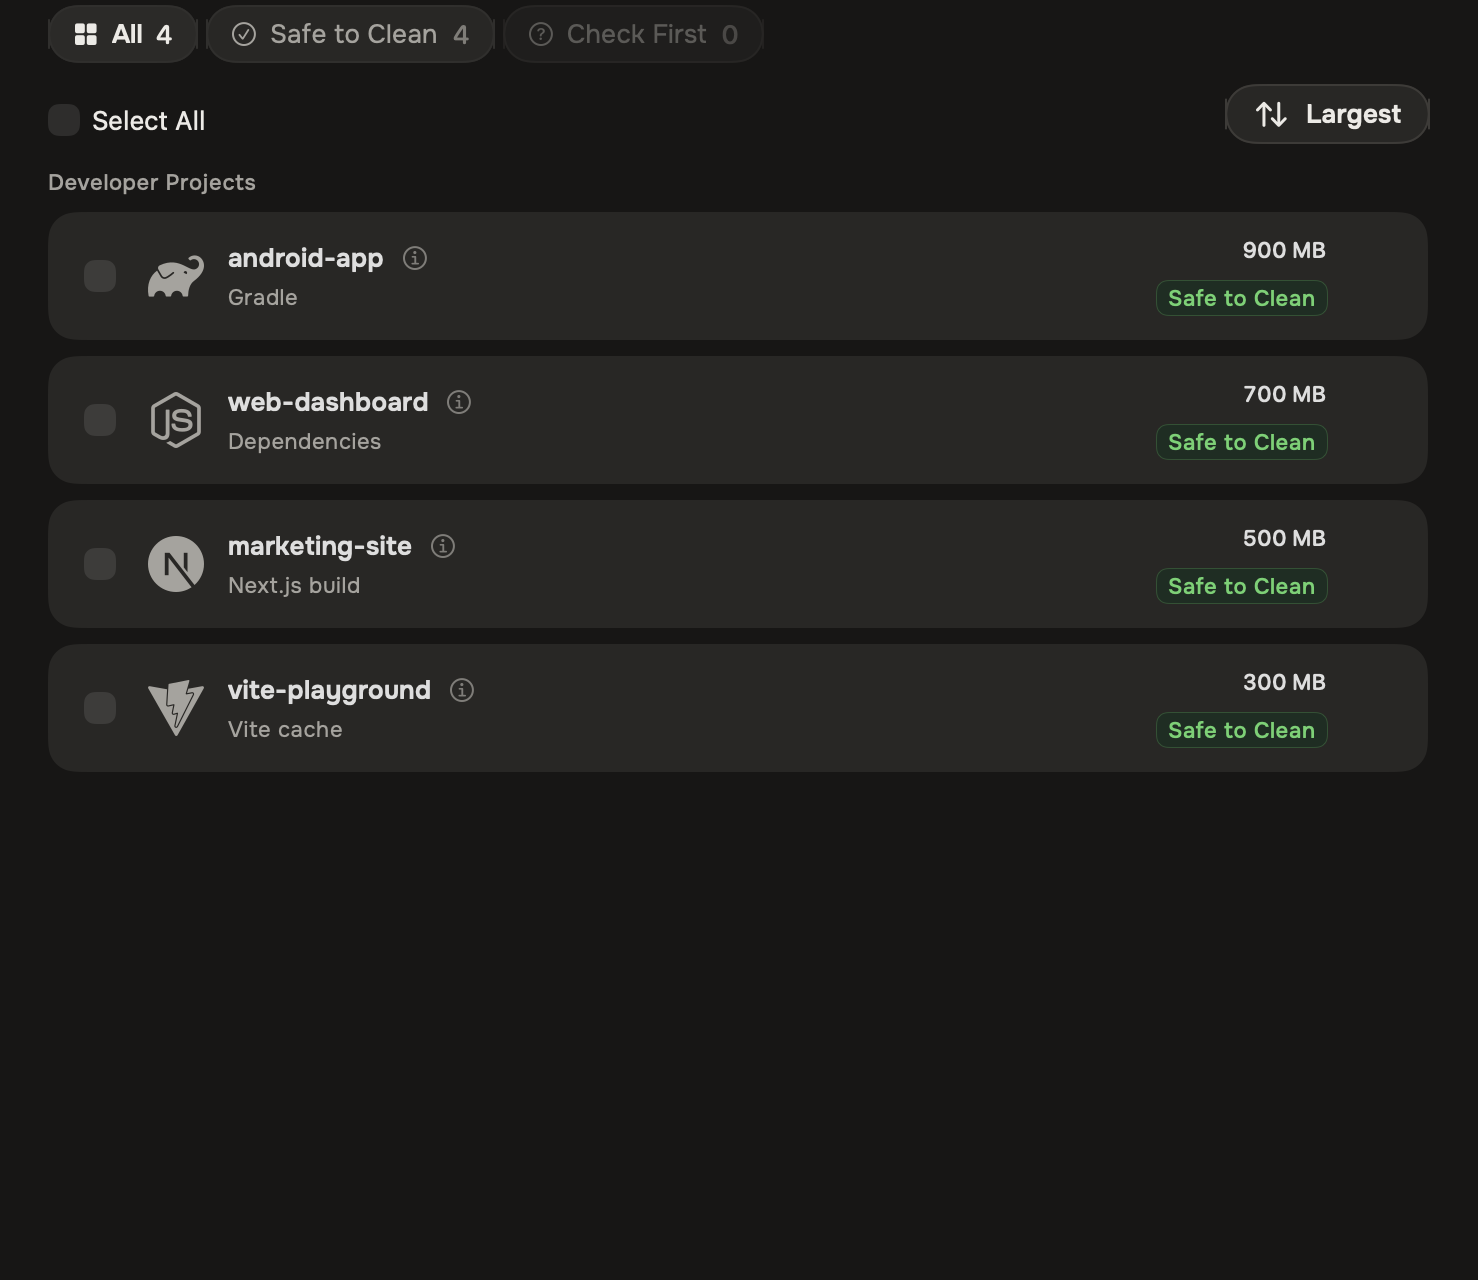 All 4 Safe to Clean 4 Check First 0
Select All
Largest
Developer Projects
android-app
Gradle
900 MB
Safe to Clean
web-dashboard
Dependencies
700 MB
Safe to Clean
marketing-site
Next.js build
500 MB
Safe to Clean
vite-playground
Vite cache
300 MB
Safe to Clean